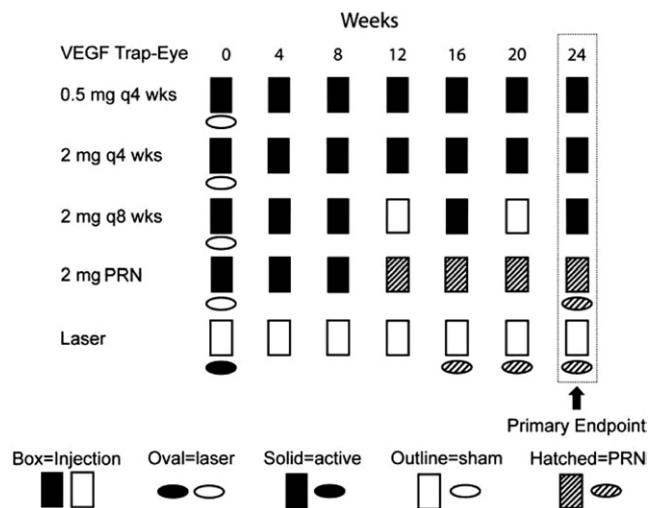 Weeks
VEGF Trap-Eye 0 4 8 12 16 20 24
0.5 mg q4 wks
2 mg q4 wks
2 mg q8 wks
2 mg PRN
Laser
Primary Endpoint
Box=Injection Oval=laser Solid=active Outline=sham Hatched=PRN